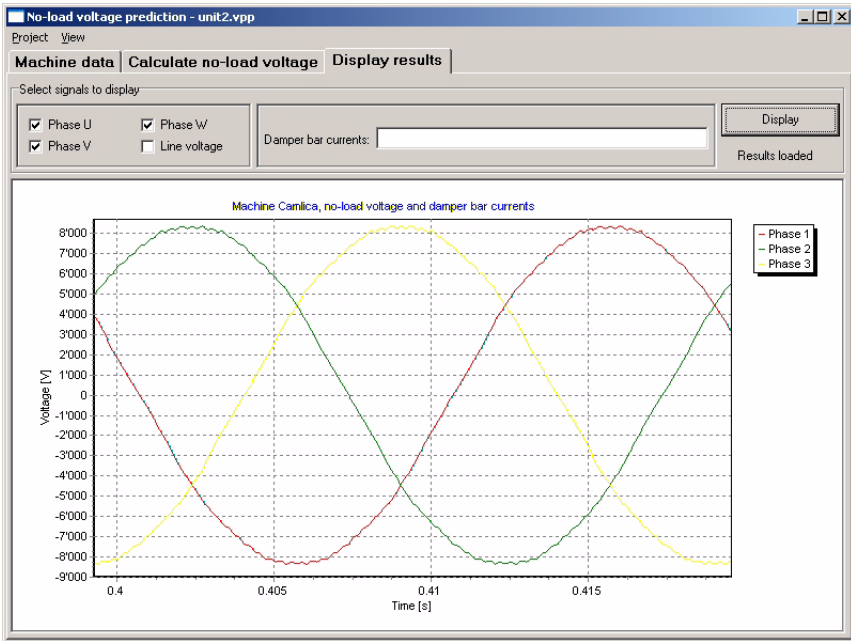 No-load voltage prediction - unit2.vpp
Project View
Machine data Calculate no-load voltage Display results
Select signals to display
Phase U Phase W
Phase V Line voltage
Damper bar currents:
Display
Results loaded
Machine Camlica, no-load voltage and damper bar currents
Phase 1
Phase 2
Phase 3
Voltage [V]
8'000
7'000
6'000
5'000
4'000
3'000
2'000
1'000
0
-1'000
-2'000
-3'000
-4'000
-5'000
-6'000
-7'000
-8'000
-9'000
0.4 0.405 0.41 0.415
Time [s]